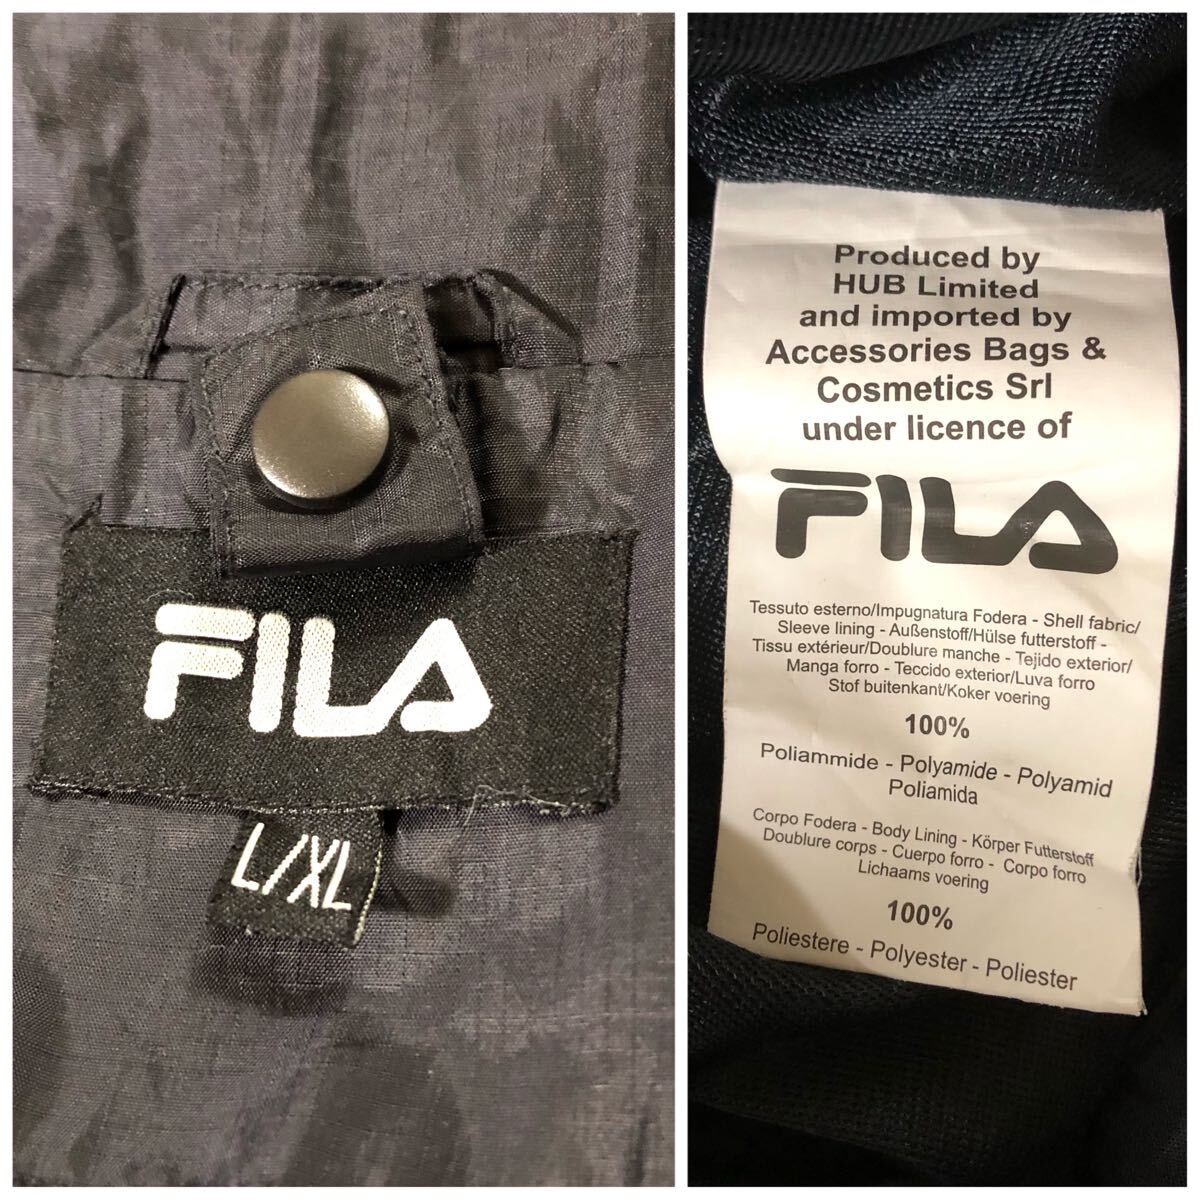 FILA
L/XL
Produced by
HUB Limited
and imported by
Accessories Bags &
Cosmetics Srl
under licence of
FILA
Tessuto esterno/Impugnatura Fodera - Shell fabric/
Sleeve lining - Außenstoff/Hülse futterstoff -
Tissu extérieur/Doublure manche - Tejido exterior/
Manga forro - Teccido exterior/Luva forro
Stof buitenkant/Koker voering
100%
Poliammide - Polyamide - Polyamid
Poliamida
Corpo Fodera - Body Lining - Körper Futterstoff
Doublure corps - Cuerpo forro - Corpo forro
Lichaams voering
100%
Poliestere - Polyester - Poliester